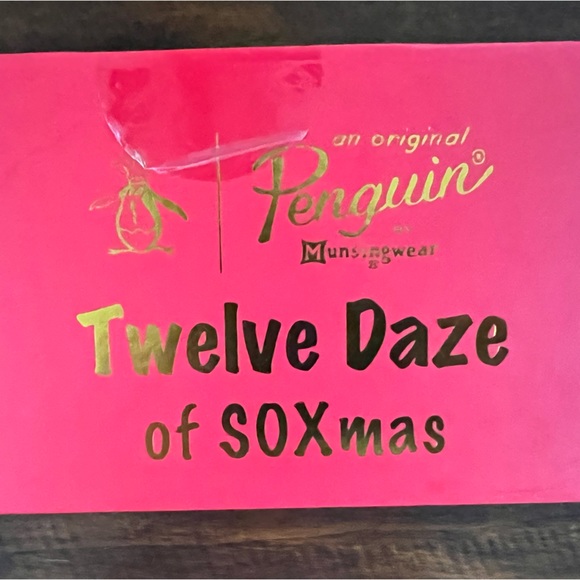 an original
Penguin®
Munsingwear
Twelve Daze
of SOXmas